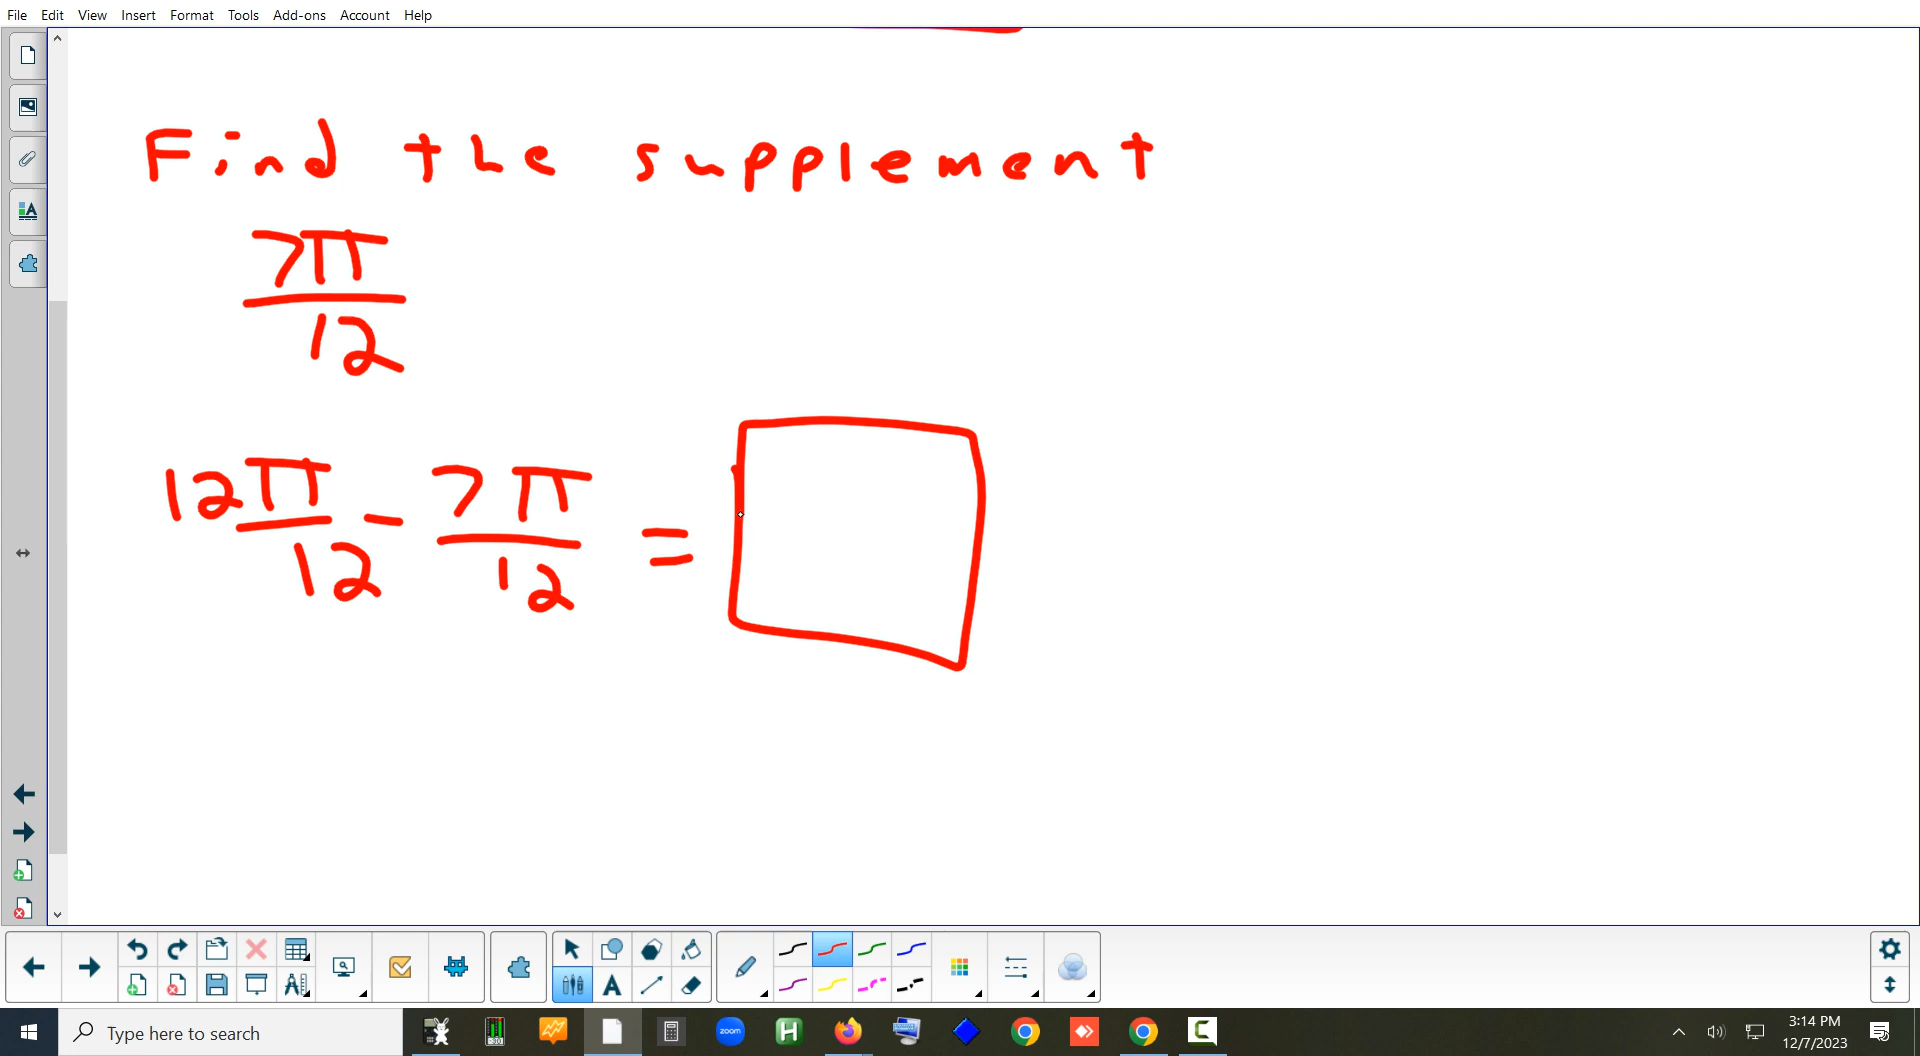 File Edit View Insert Format Tools Add-ons Account Help
Find the supplement
7π
12
12π/12 - 7π/12 =
Type here to search
zoom
H
3:14 PM
12/7/2023